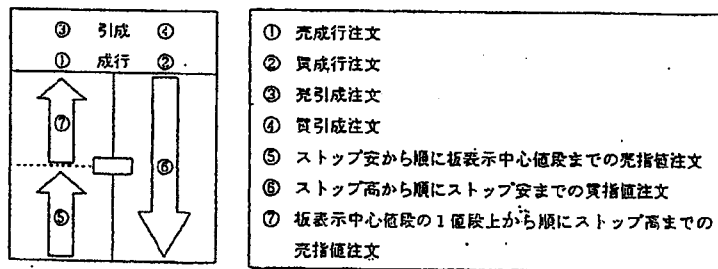 ③ 引成 ④
① 成行 ②
⑦
⑥
⑤
① 売成行注文
② 買成行注文
③ 売引成注文
④ 買引成注文
⑤ ストップ安から順に板表示中心値段までの売指値注文
⑥ ストップ高から順にストップ安までの買指値注文
⑦ 板表示中心値段の1値段上から順にストップ高までの
売指値注文